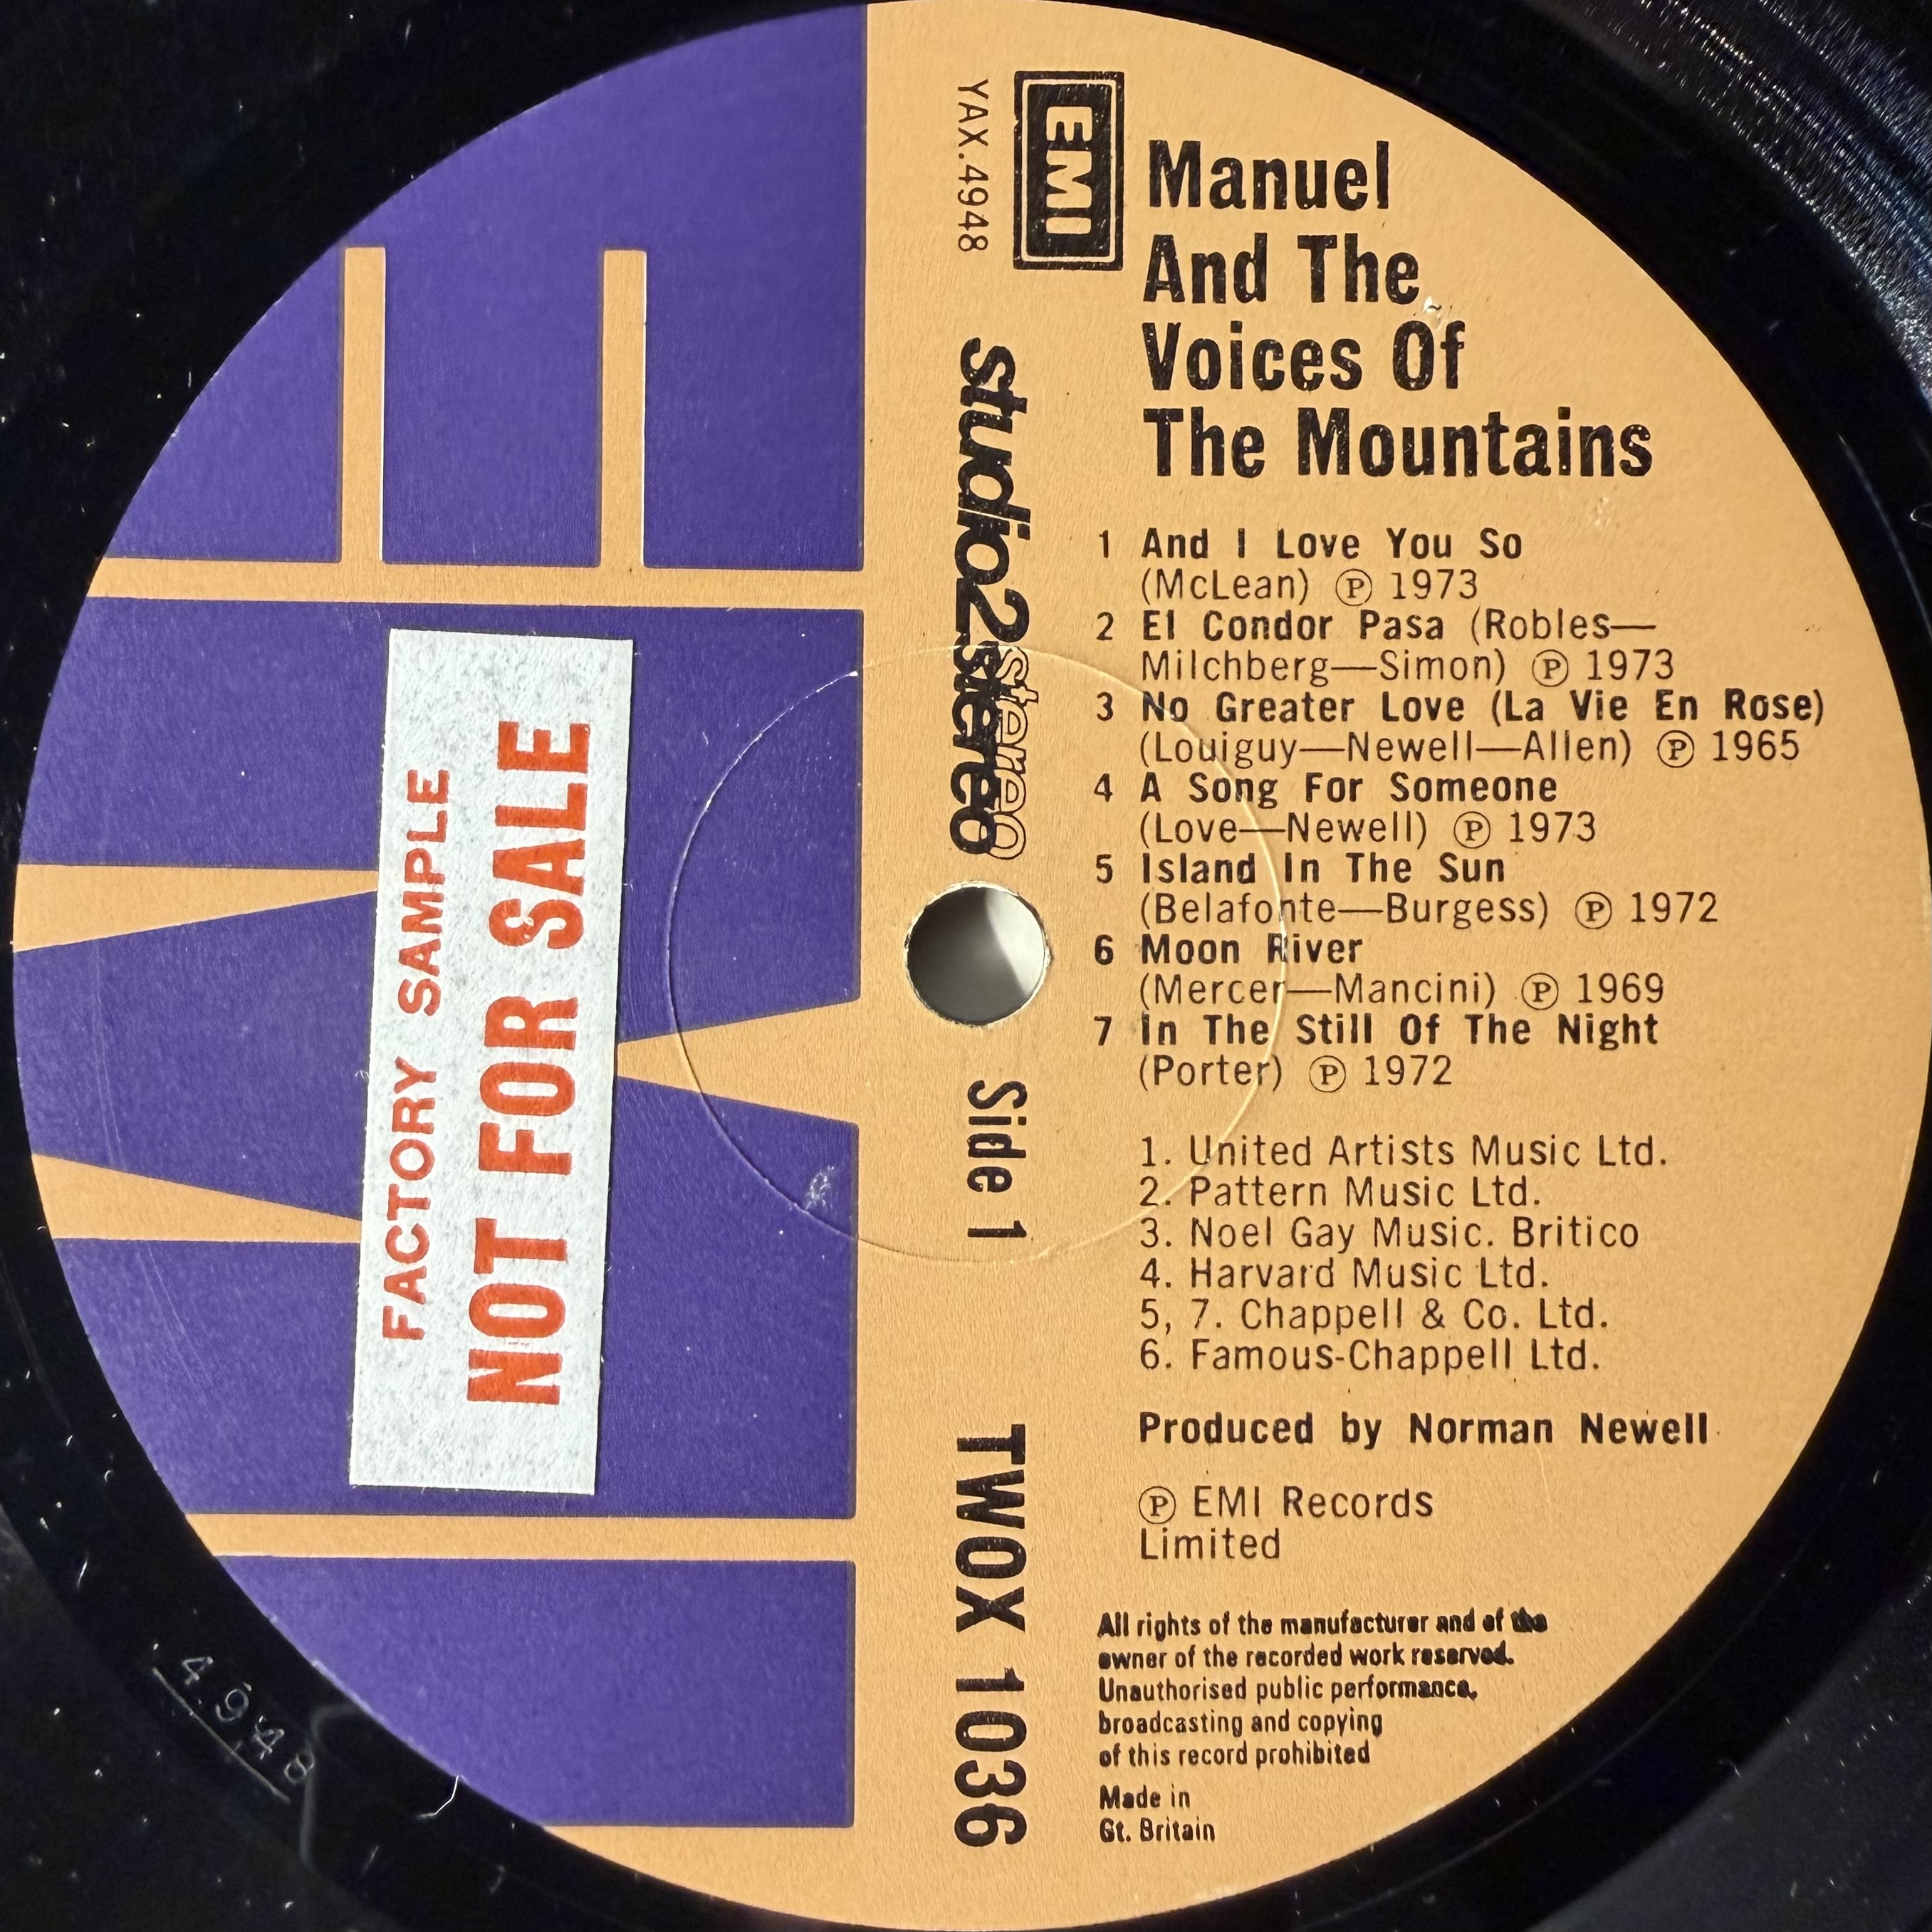 Manuel
And The
Voices Of
The Mountains
1 And I Love You So
(McLean) Ⓟ 1973
2 El Condor Pasa (Robles—
Milchberg—Simon) Ⓟ 1973
3 No Greater Love (La Vie En Rose)
(Louiguy—Newell—Allen) Ⓟ 1965
4 A Song For Someone
(Love—Newell) Ⓟ 1973
5 Island In The Sun
(Belafonte—Burgess) Ⓟ 1972
6 Moon River
(Mercer—Mancini) Ⓟ 1969
7 In The Still Of The Night
(Porter) Ⓟ 1972
1. United Artists Music Ltd.
2. Pattern Music Ltd.
3. Noel Gay Music. Britico
4. Harvard Music Ltd.
5, 7. Chappell & Co. Ltd.
6. Famous-Chappell Ltd.
Produced by Norman Newell
Ⓟ EMI Records
Limited
All rights of the manufacturer and of the
owner of the recorded work reserved.
Unauthorised public performance,
broadcasting and copying
of this record prohibited
Made in
Gt. Britain
EMI
YAX.4948
studio2stereo stereo
Side 1
TWOX 1036
FACTORY SAMPLE
NOT FOR SALE
EMI
4948